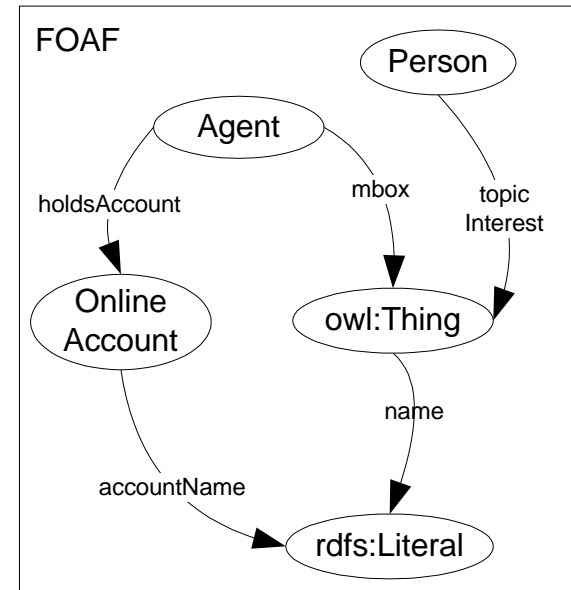 FOAF
Person
Agent
holdsAccount
mbox
topic
Interest
Online
Account
owl:Thing
name
accountName
rdfs:Literal